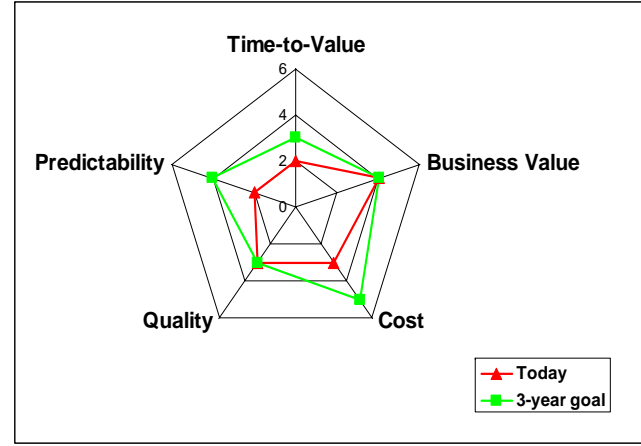 Time-to-Value
6
4
2
0
Predictability
Business Value
Quality
Cost
Today
3-year goal